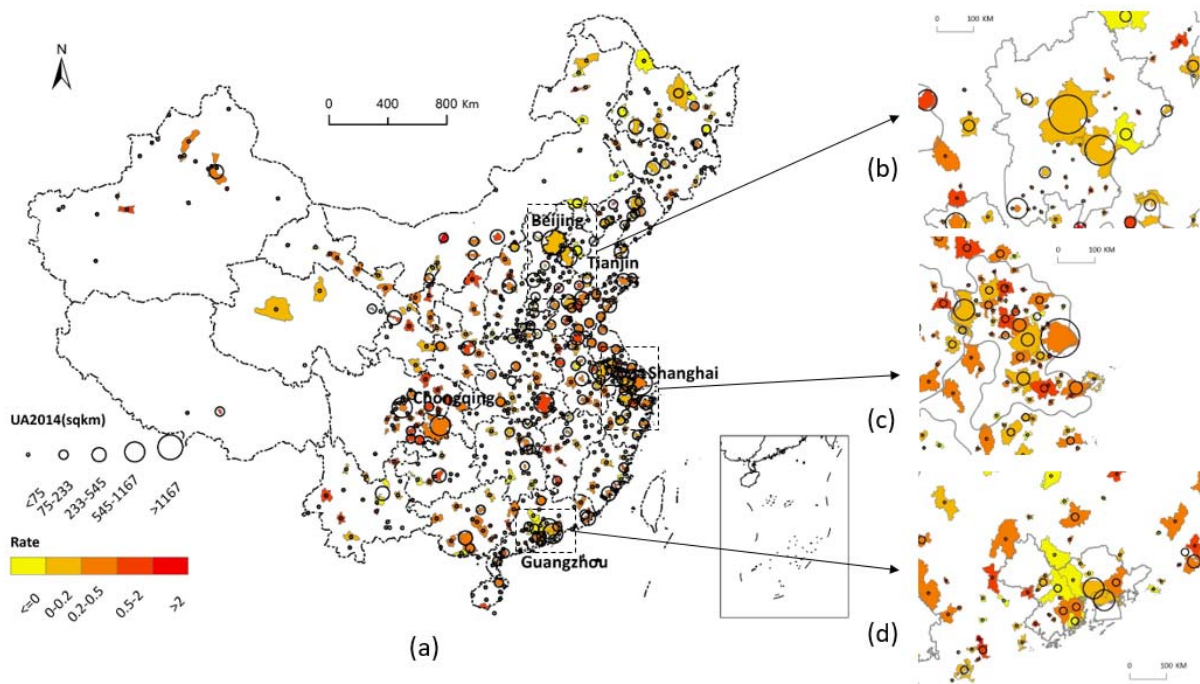 N
0 400 800 Km
Beijing
Tianjin
Shanghai
Chongqing
Guangzhou
UA2014(sqkm)
<75
75-233
233-545
545-1167
>1167
Rate
<=0
0-0.2
0.2-0.5
0.5-2
>2
(a)
0 100 KM
(b)
0 100 KM
(c)
(d)
0 100 KM